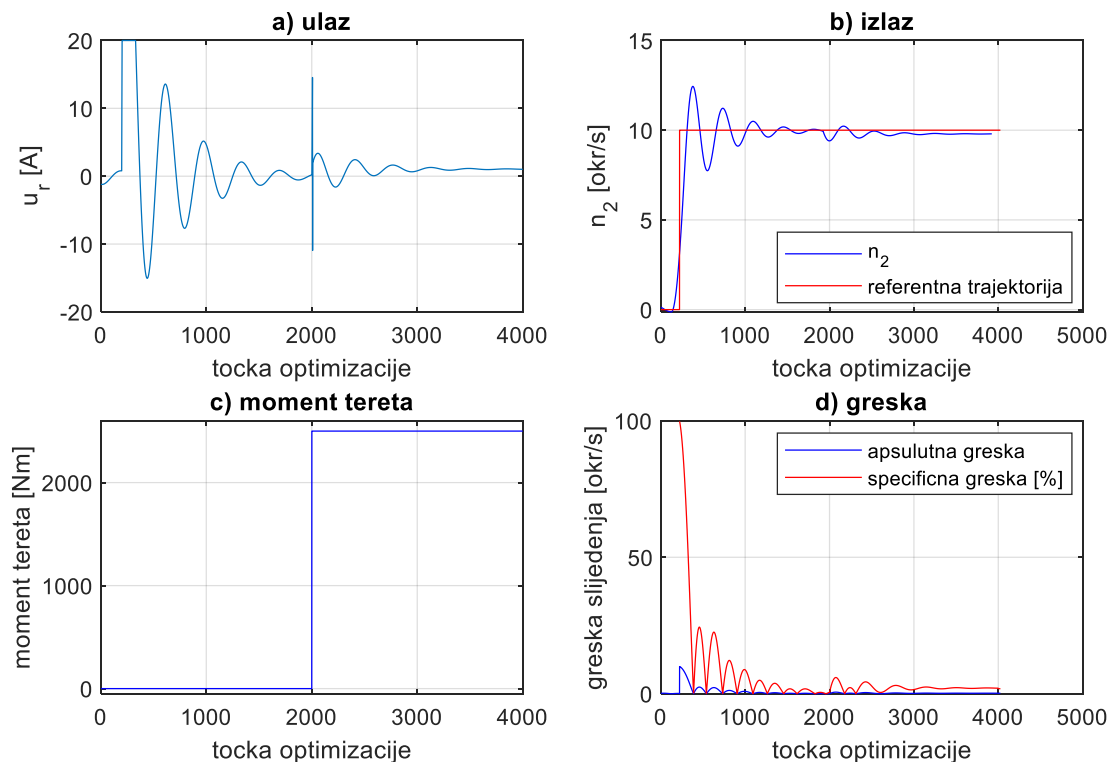 a) ulaz
20
10
0
-10
-20
u_r [A]
0
1000
2000
3000
4000
tocka optimizacije
b) izlaz
15
10
5
0
n_2 [okr/s]
n_2
referentna trajektorija
0
1000
2000
3000
4000
5000
tocka optimizacije
c) moment tereta
2000
1000
0
moment tereta [Nm]
0
1000
2000
3000
4000
tocka optimizacije
d) greska
100
50
0
greska slijedenja [okr/s]
apsulutna greska
specificna greska [%]
0
1000
2000
3000
4000
5000
tocka optimizacije